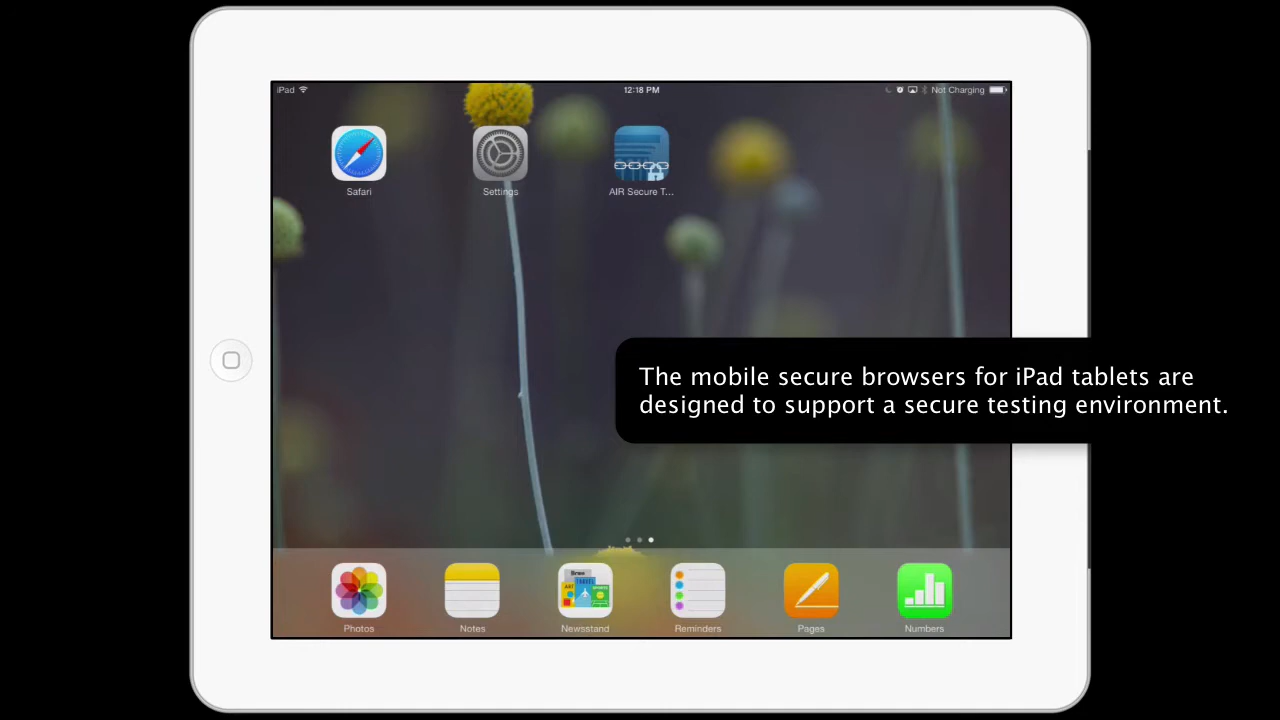 iPad 12:18 PM Not Charging
Safari Settings AIR Secure T...
The mobile secure browsers for iPad tablets are
designed to support a secure testing environment.
Photos Notes Newsstand Reminders Pages Numbers